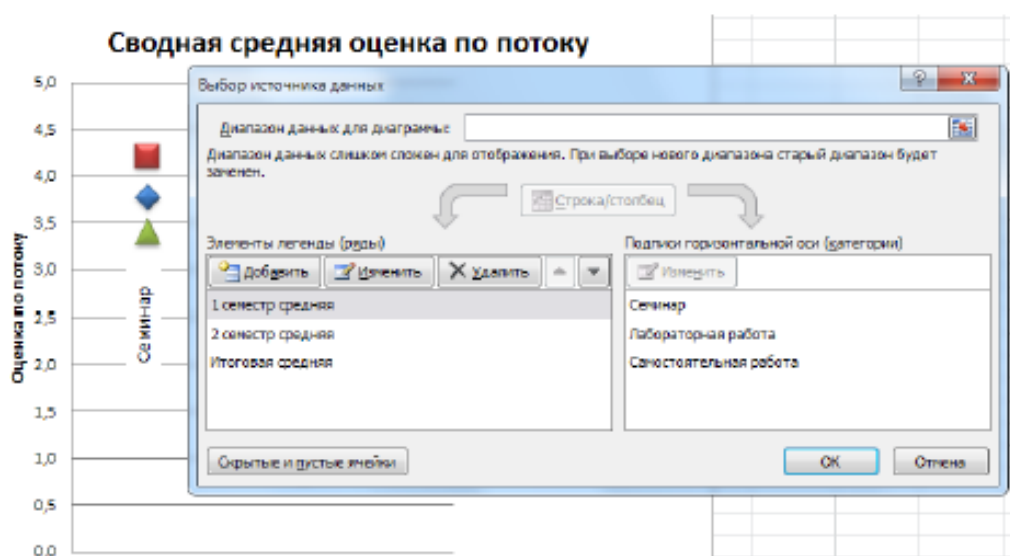 Сводная средняя оценка по потоку
Выбор источника данных
Диапазон данных для диаграммы:
Диапазон данных слишком сложен для отображения. При выборе нового диапазона старый диапазон будет
заменен.
Строка/столбец
Элементы легенды (ряды)
Подписи горизонтальной оси (категории)
Добавить Изменить Удалить
Изменить
1 семестр средняя
2 семестр средняя
Итоговая средняя
Семинар
Лабораторная работа
Самостоятельная работа
Скрытые и пустые ячейки
ОК Отмена
Оценка по потоку
5,0
4,5
4,0
3,5
3,0
2,5
2,0
1,5
1,0
0,5
0,0
Семинар